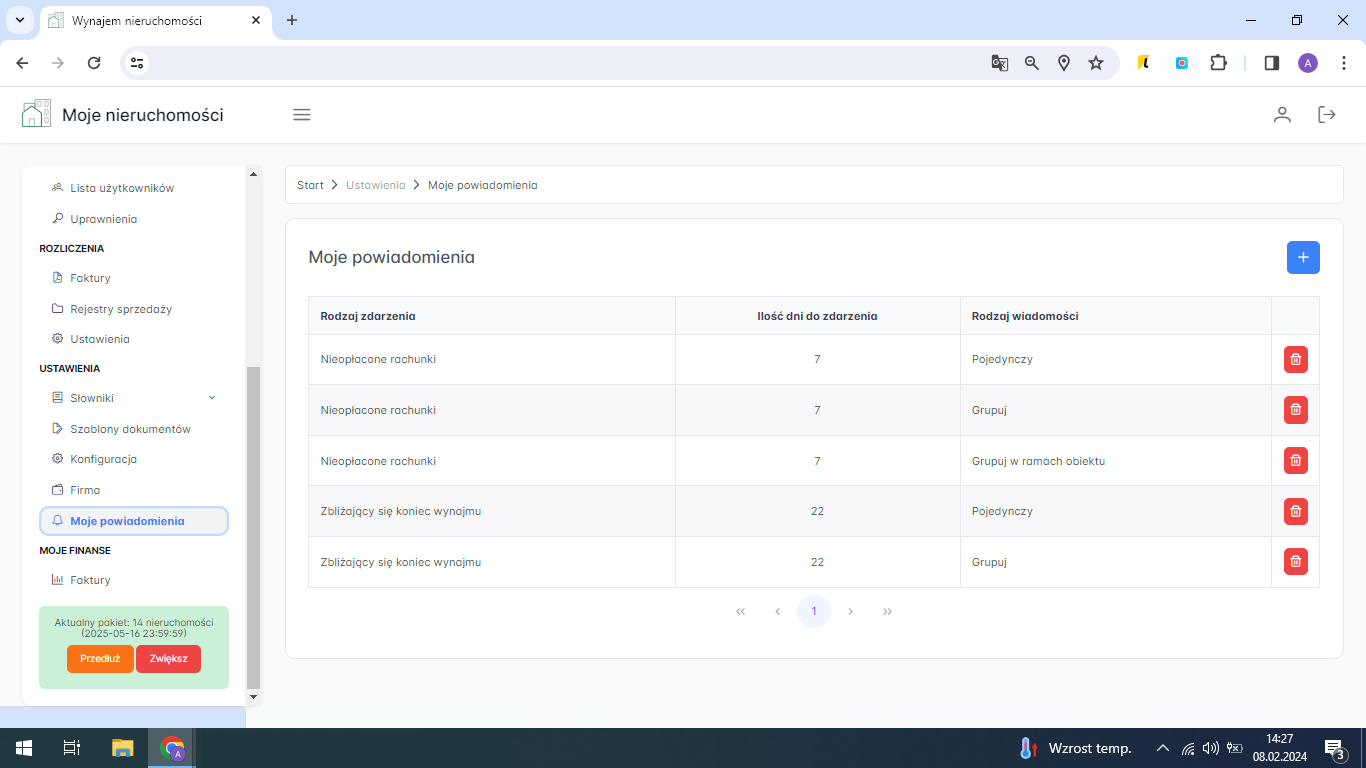 Wynajem nieruchomości
A
Moje nieruchomości
Lista użytkowników
Uprawnienia
ROZLICZENIA
Faktury
Rejestry sprzedaży
Ustawienia
USTAWIENIA
Słowniki
Szablony dokumentów
Konfiguracja
Firma
Moje powiadomienia
MOJE FINANSE
Faktury
Aktualny pakiet: 14 nieruchomości
(2025-05-16 23:59:59)
Przedłuż Zwiększ
Start > Ustawienia > Moje powiadomienia
Moje powiadomienia
+
Rodzaj zdarzenia Ilość dni do zdarzenia Rodzaj wiadomości
Nieopłacone rachunki 7 Pojedynczy
Nieopłacone rachunki 7 Grupuj
Nieopłacone rachunki 7 Grupuj w ramach obiektu
Zbliżający się koniec wynajmu 22 Pojedynczy
Zbliżający się koniec wynajmu 22 Grupuj
« ‹ 1 › »
A
Wzrost temp.
14:27
08.02.2024
3